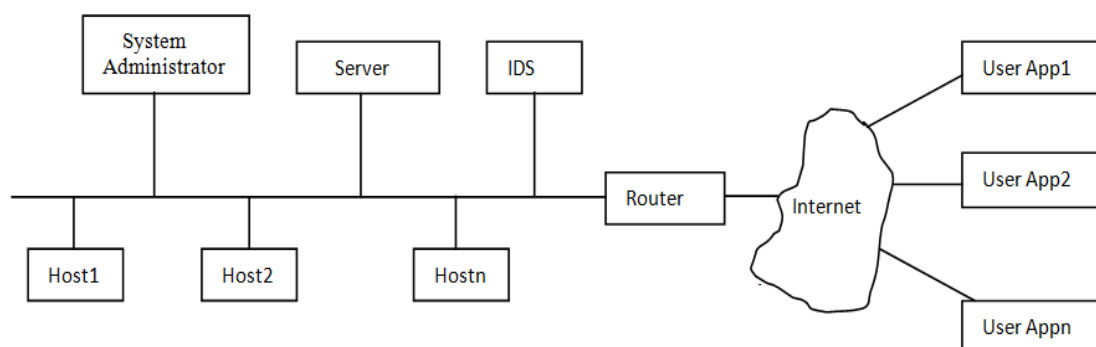 System
Administrator
Server
IDS
User App1
User App2
Router
Internet
Host1
Host2
Hostn
User Appn